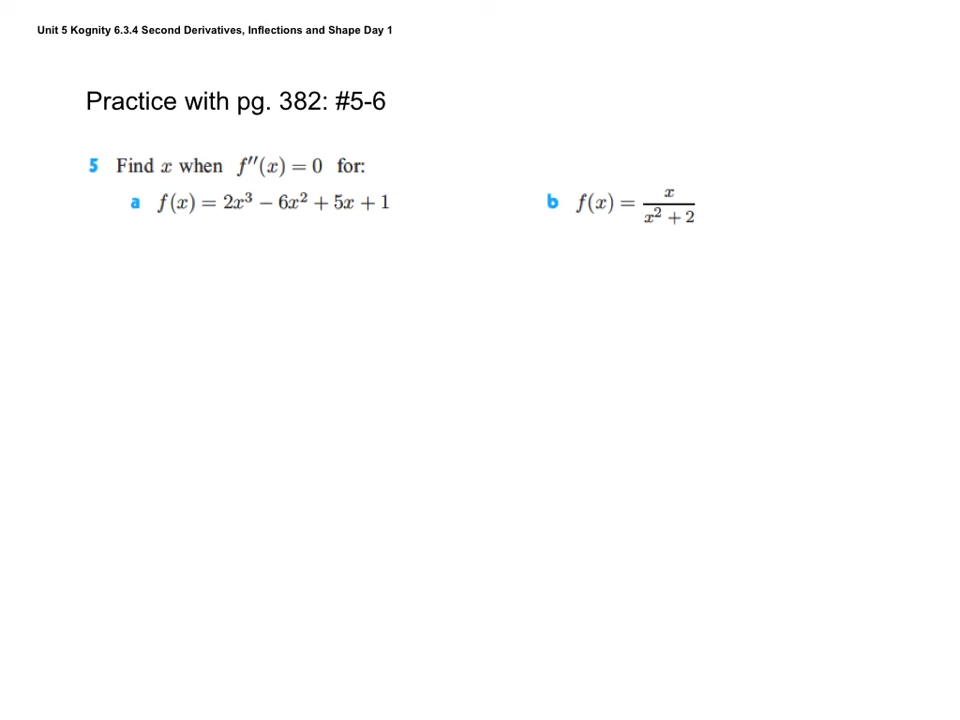 Unit 5 Kognity 6.3.4 Second Derivatives, Inflections and Shape Day 1
Practice with pg. 382: #5-6
5 Find x when f″(x) = 0 for:
a f(x) = 2x³ − 6x² + 5x + 1
b f(x) = x / (x² + 2)